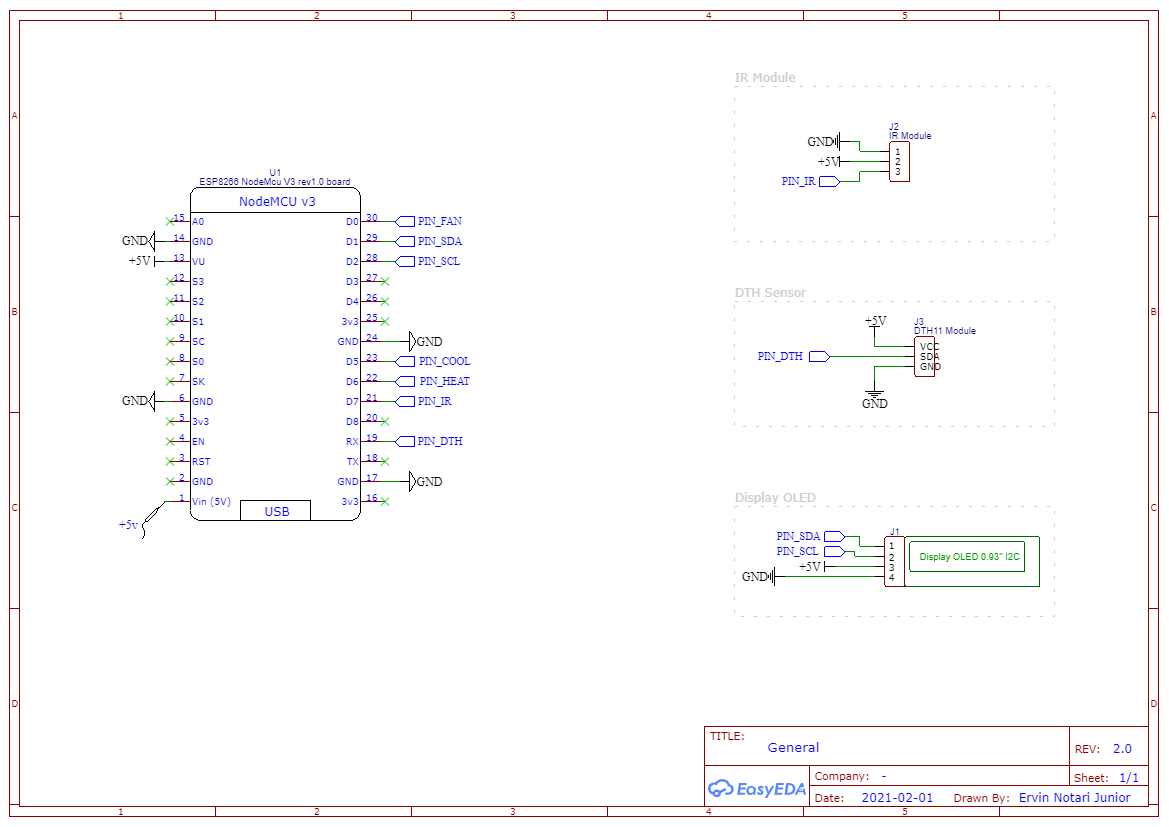 1 2 3 4 5
A A
B B
C C
D D
U1
ESP8266 NodeMcu V3 rev1.0 board
NodeMCU v3
15 A0 D0 30 PIN_FAN
GND 14 GND D1 29 PIN_SDA
+5V 13 VU D2 28 PIN_SCL
12 S3 D3 27
11 S2 D4 26
10 S1 3v3 25
9 SC GND 24 GND
8 S0 D5 23 PIN_COOL
7 SK D6 22 PIN_HEAT
GND 6 GND D7 21 PIN_IR
5 3v3 D8 20
4 EN RX 19 PIN_DTH
3 RST TX 18
2 GND GND 17 GND
1 Vin (5V) 3v3 16
+5v
USB
IR Module
J2
IR Module
GND 1
+5V 2
PIN_IR 3
DTH Sensor
+5V
J3
DTH11 Module
VCC
PIN_DTH SDA
GND
GND
Display OLED
J1
PIN_SDA 1
PIN_SCL 2
+5V 3
GND 4
Display OLED 0.93" I2C
TITLE:
General
REV: 2.0
EasyEDA
Company: -
Sheet: 1/1
Date: 2021-02-01 Drawn By: Ervin Notari Junior
1 2 3 4 5